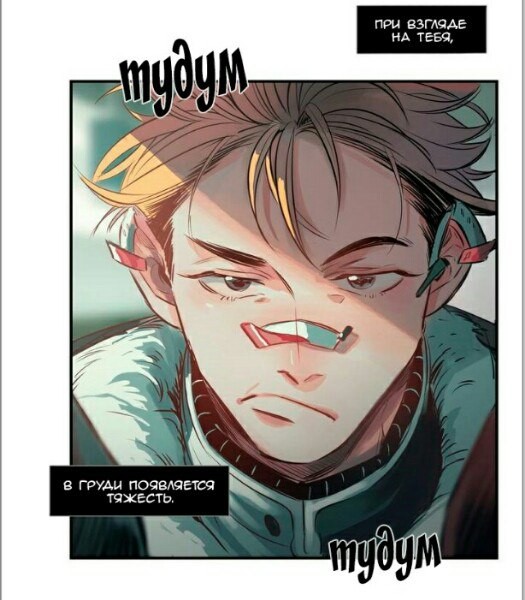 ПРИ ВЗГЛЯДЕ
НА ТЕБЯ,
тудум
В ГРУДИ ПОЯВЛЯЕТСЯ
ТЯЖЕСТЬ.
тудум